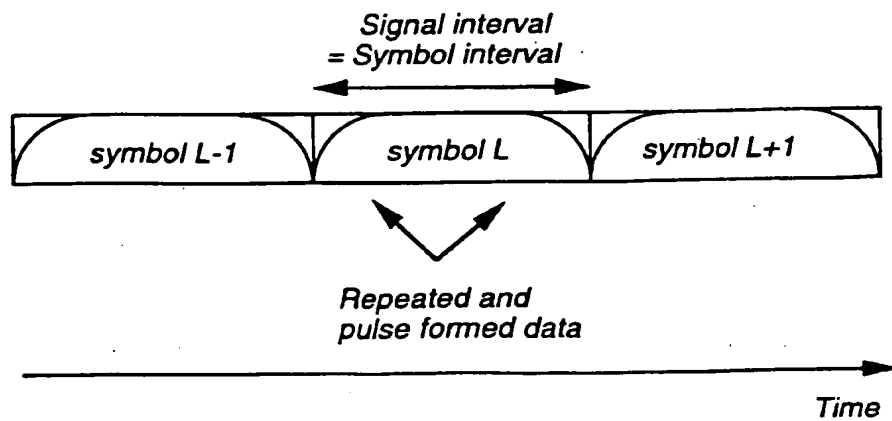 Signal interval
= Symbol interval
symbol L-1
symbol L
symbol L+1
Repeated and
pulse formed data
Time